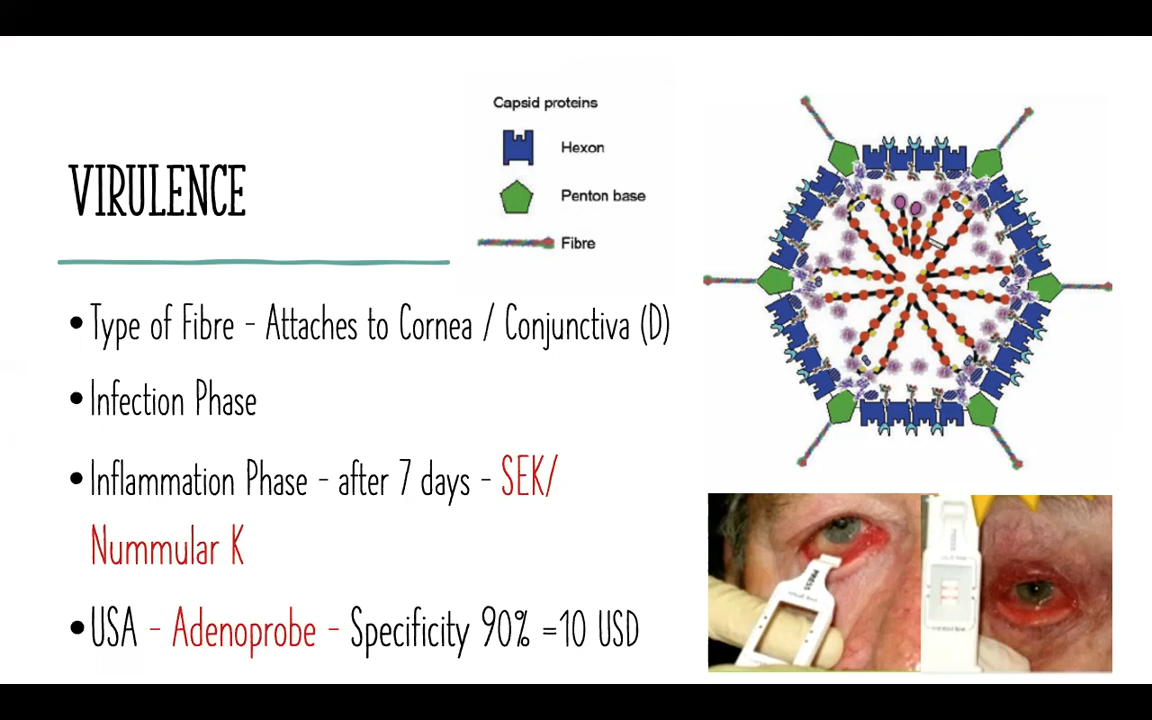 VIRULENCE
Capsid proteins
Hexon
Penton base
Fibre
•Type of Fibre - Attaches to Cornea / Conjunctiva (D)
•Infection Phase
•Inflammation Phase - after 7 days - SEK/
Nummular K
•USA - Adenoprobe - Specificity 90% =10 USD
PRESS